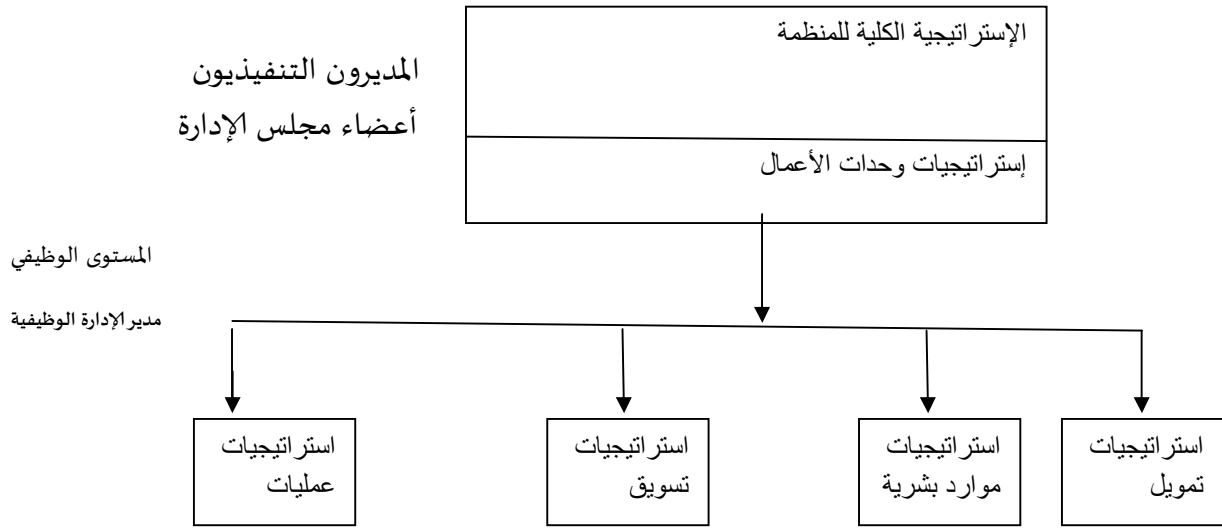 الإستراتيجية الكلية للمنظمة
المديرون التنفيذيون
أعضاء مجلس الإدارة
إستراتيجيات وحدات الأعمال
المستوى الوظيفي
مدير الإدارة الوظيفية
استراتيجيات
تمويل
استراتيجيات
موارد بشرية
استراتيجيات
تسويق
استراتيجيات
عمليات